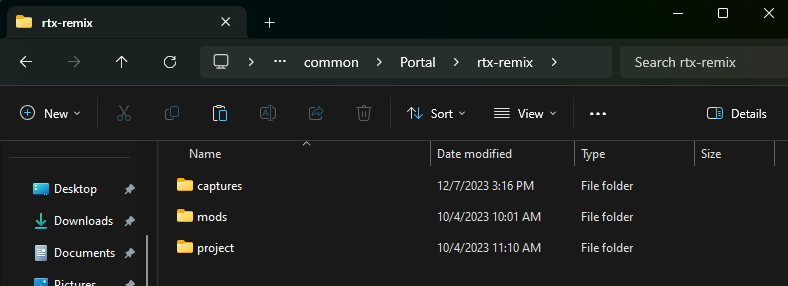 rtx-remix
common Portal rtx-remix Search rtx-remix
New Sort View Details
Name Date modified Type Size
Desktop
Downloads
Documents
Pictures
captures 12/7/2023 3:16 PM File folder
mods 10/4/2023 10:01 AM File folder
project 10/4/2023 11:10 AM File folder